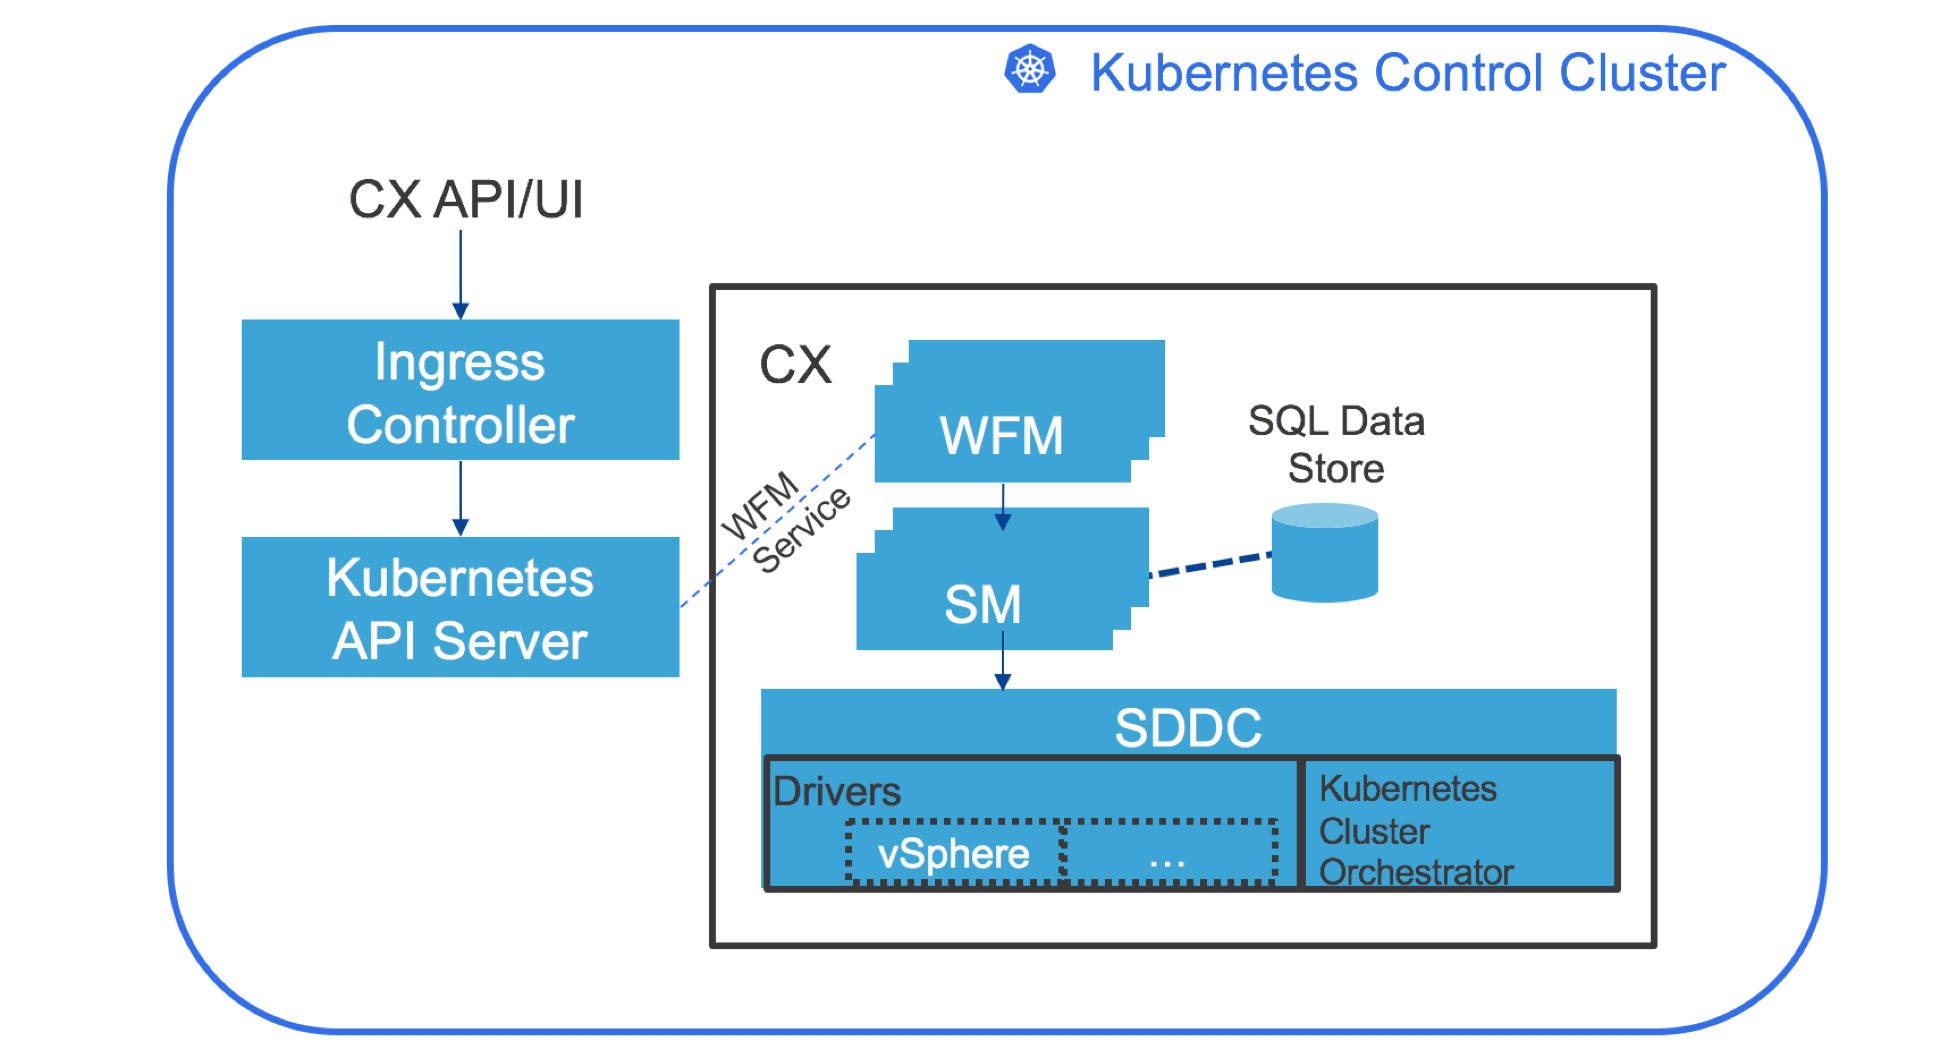 Kubernetes Control Cluster
CX API/UI
Ingress
Controller
Kubernetes
API Server
WFM
Service
CX
WFM
SM
SQL Data
Store
SDDC
Drivers
vSphere
...
Kubernetes
Cluster
Orchestrator